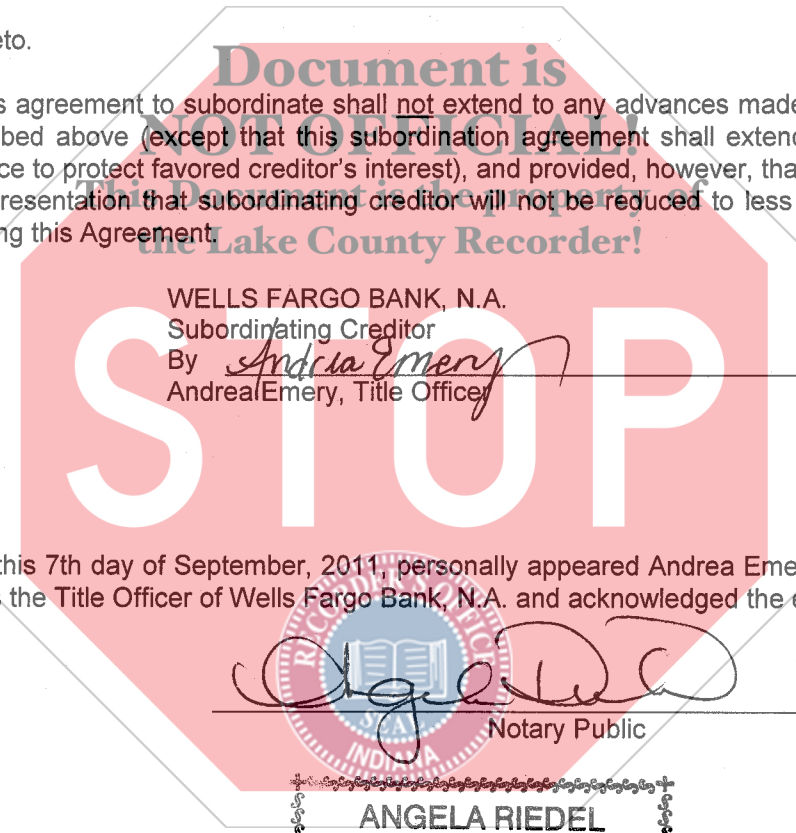 eto.
Document is
s agreement to subordinate shall not extend to any advances made
bed above (except that this subordination agreement shall extend
NOT OFFICIAL!
ce to protect favored creditor's interest), and provided, however, tha
This Document is the property of
resentation that subordinating creditor will not be reduced to less
ng this Agreement.
the Lake County Recorder!
WELLS FARGO BANK, N.A.
Subordinating Creditor
By Andrea Emery
Andrea Emery, Title Officer
STOP
this 7th day of September, 2011, personally appeared Andrea Eme
s the Title Officer of Wells Fargo Bank, N.A. and acknowledged the e
RECORDER'S OFFICE
SEAL
INDIANA
Notary Public
ANGELA RIEDEL